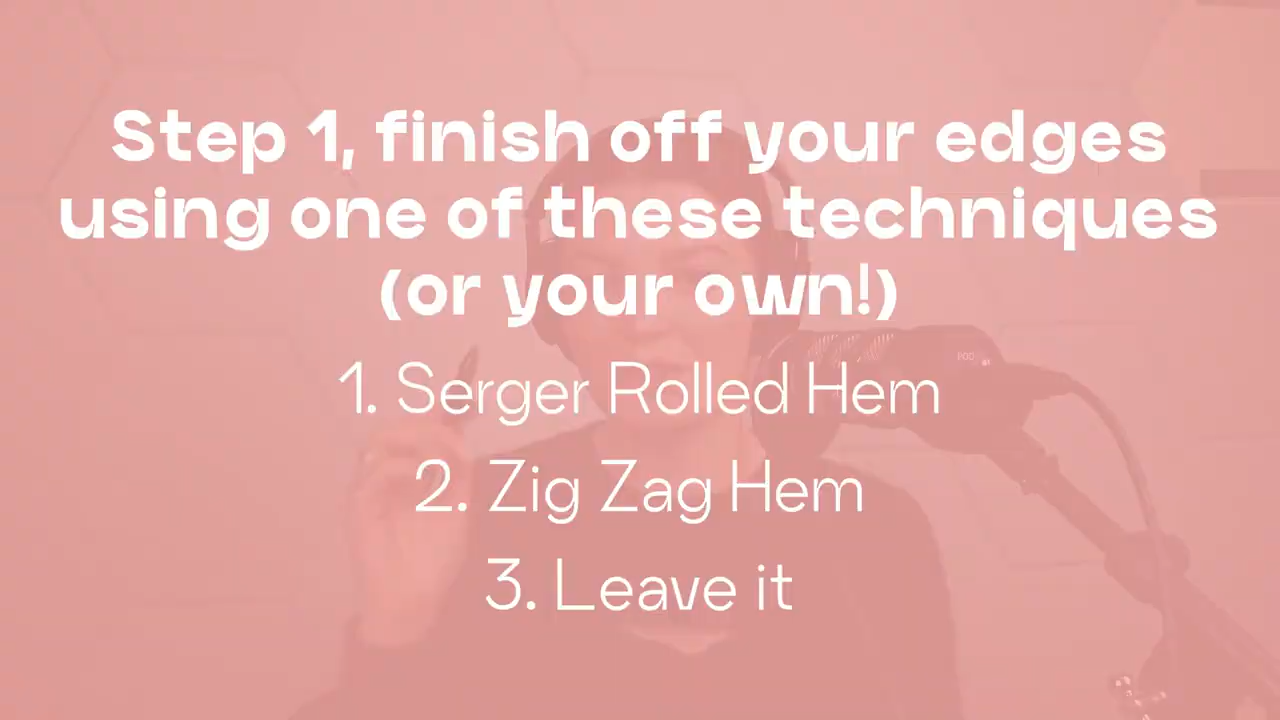 Step 1, finish off your edges
using one of these techniques
(or your own!)
1. Serger Rolled Hem
2. Zig Zag Hem
3. Leave it